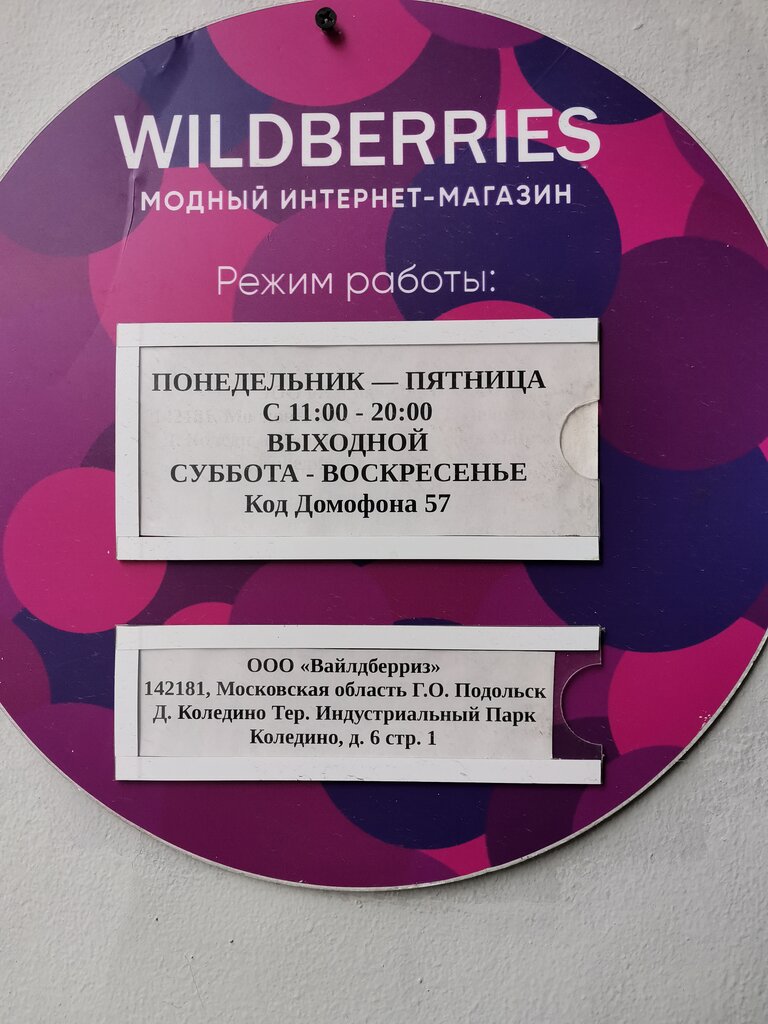 WILDBERRIES
МОДНЫЙ ИНТЕРНЕТ-МАГАЗИН
Режим работы:
ПОНЕДЕЛЬНИК — ПЯТНИЦА
С 11:00 - 20:00
ВЫХОДНОЙ
СУББОТА - ВОСКРЕСЕНЬЕ
Код Домофона 57
ООО «Вайлдберриз»
142181, Московская область Г.О. Подольск
Д. Коледино Тер. Индустриальный Парк
Коледино, д. 6 стр. 1